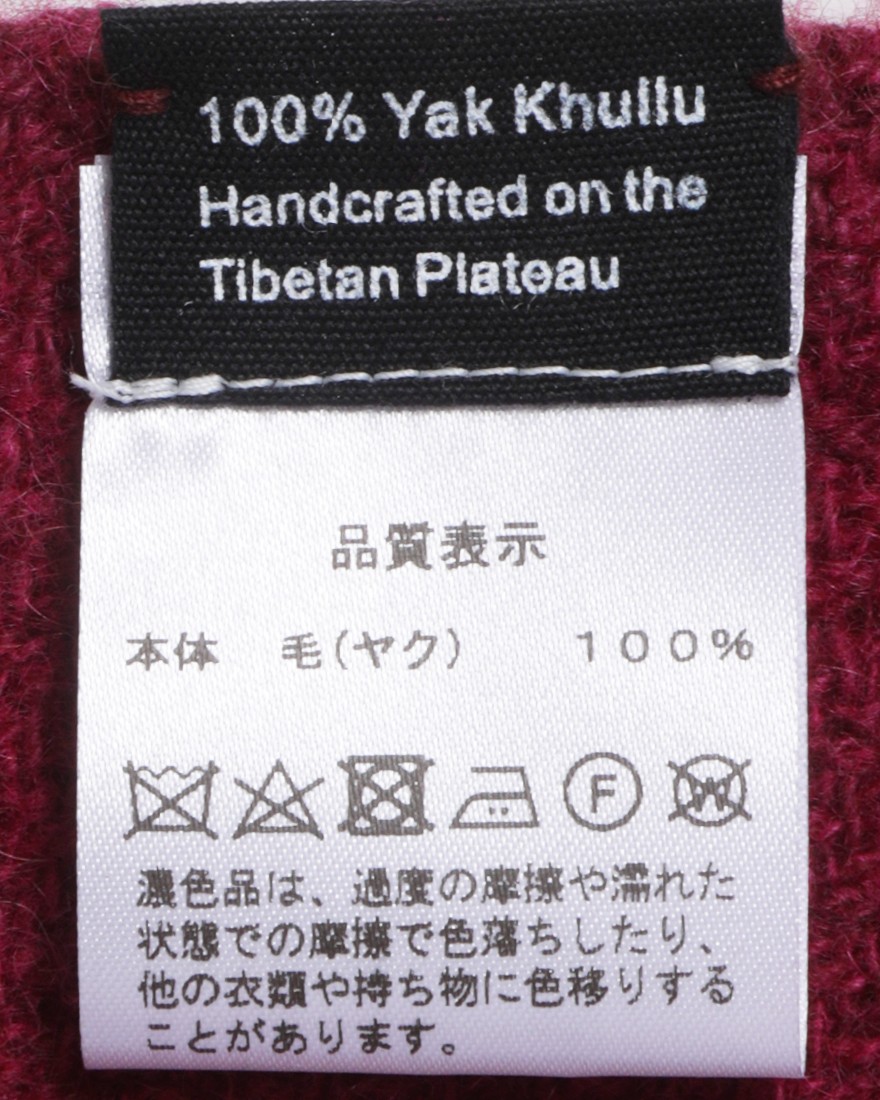 100% Yak Khullu
Handcrafted on the
Tibetan Plateau
品質表示
本体 毛(ヤク) 100%
F W
濃色品は、過度の摩擦や濡れた
状態での摩擦で色落ちしたり、
他の衣類や持ち物に色移りする
ことがあります。